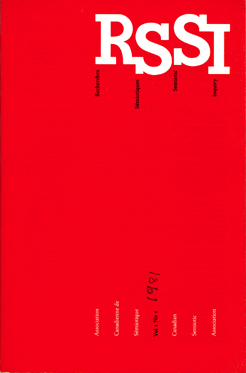 RSSI
Recherches
Sémiotiques
Semiotic
Inquiry
Association
Canadienne de
Sémiotique
Vol. 1 No 1
1981
Canadian
Semiotic
Association